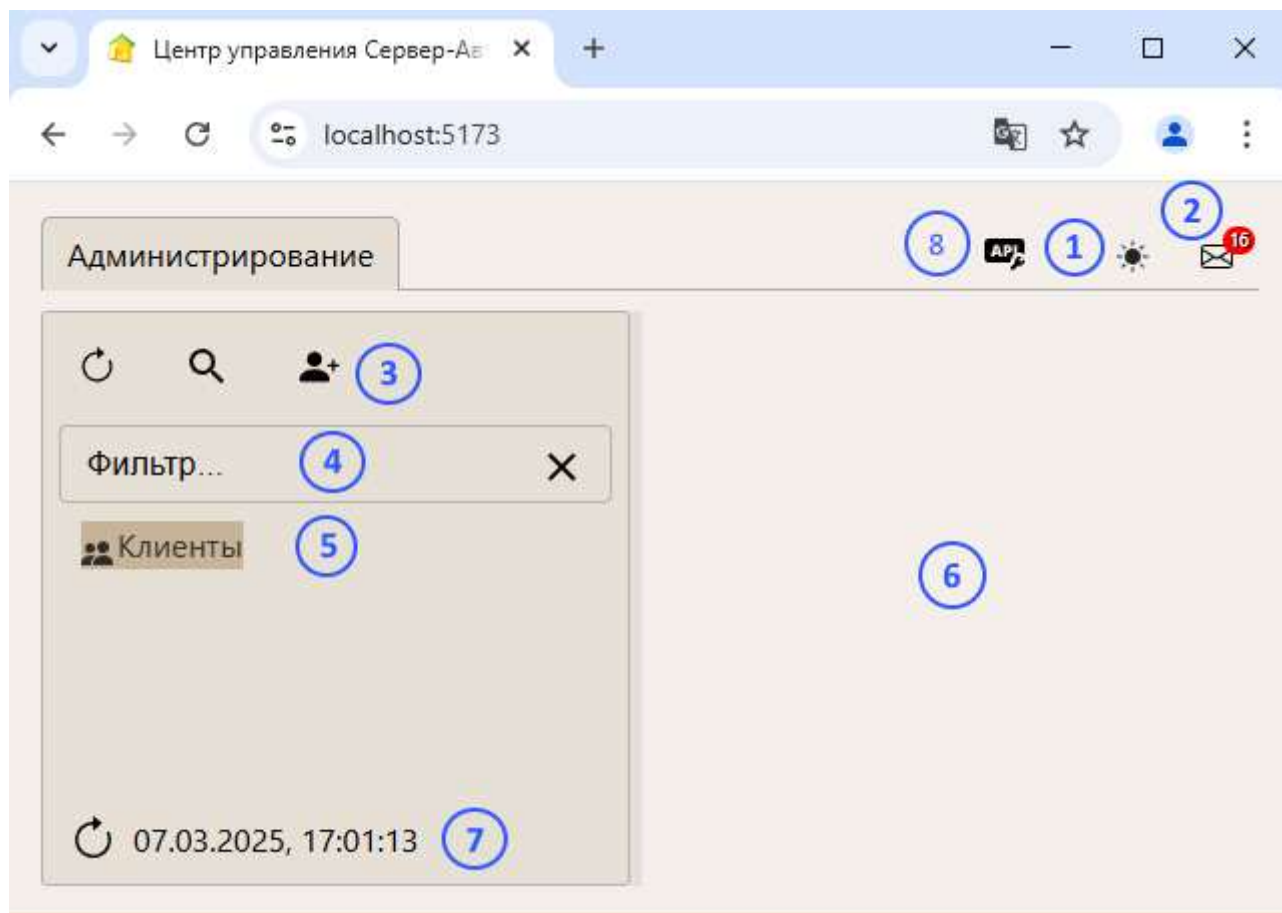 Центр управления Сервер-Ав
localhost:5173
2
Администрирование
8
API
1
16
3
Фильтр...
4
Клиенты
5
6
07.03.2025, 17:01:13
7